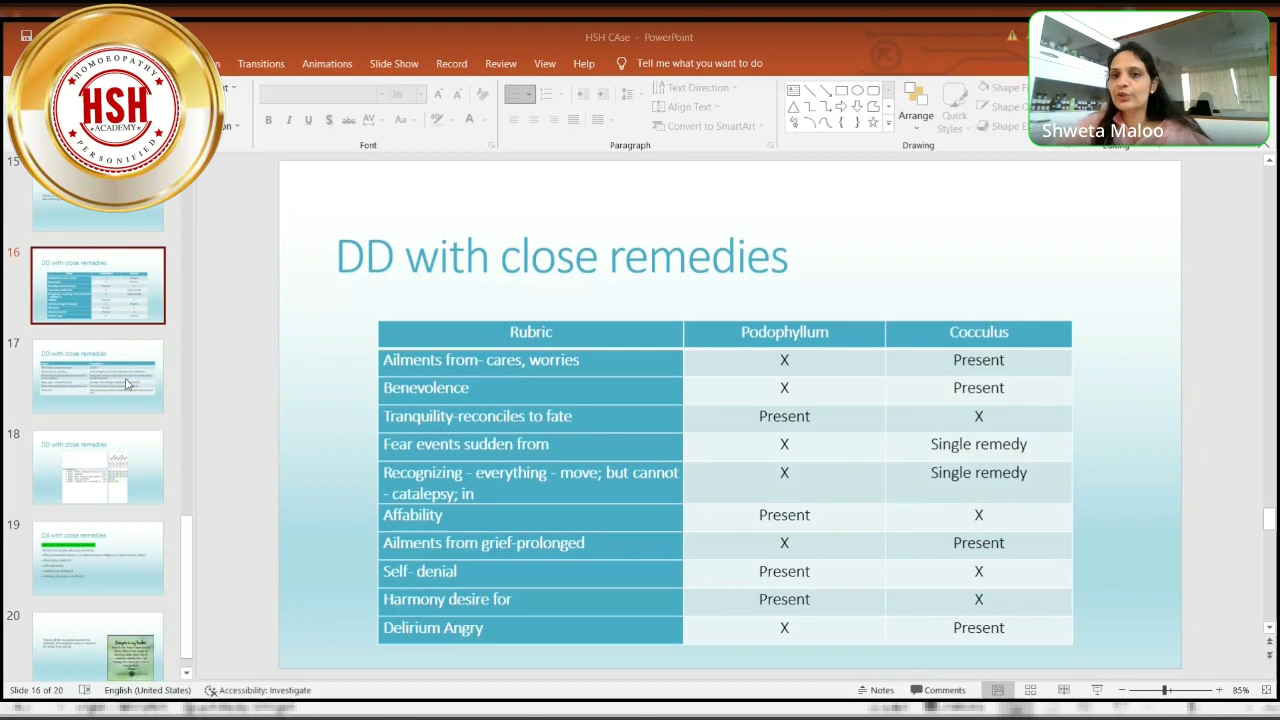 HSH CAse - PowerPoint
Transitions Animations Slide Show Record Review View Help Tell me what you want to do
HOMOEOPATHY
HSH
ACADEMY
PERSONIFIED
36 A A
B I U S AV A
Text Direction
Align Text
Convert to SmartArt
Arrange
Quick
Styles
Shape
Shape
Shape
Font Paragraph Drawing Editing
Shweta Maloo
15
16
DD with close remedies
17
DD with close remedies
18
DD with close remedies
19
Dd with close remedies
20
DD with close remedies
Rubric Podophyllum Cocculus
Ailments from- cares, worries Present
Benevolence X Present
Tranquility-reconciles to fate Present X
Fear events sudden from X Single remedy
Recognizing - everything - move; but cannot Single remedy
- catalepsy; in
Affability Present X
Ailments from grief-prolonged Present
Self- denial Present X
Harmony desire for Present X
Delirium Angry X Present
Slide 16 of 20 English (United States) Accessibility: Investigate Notes Comments 85%